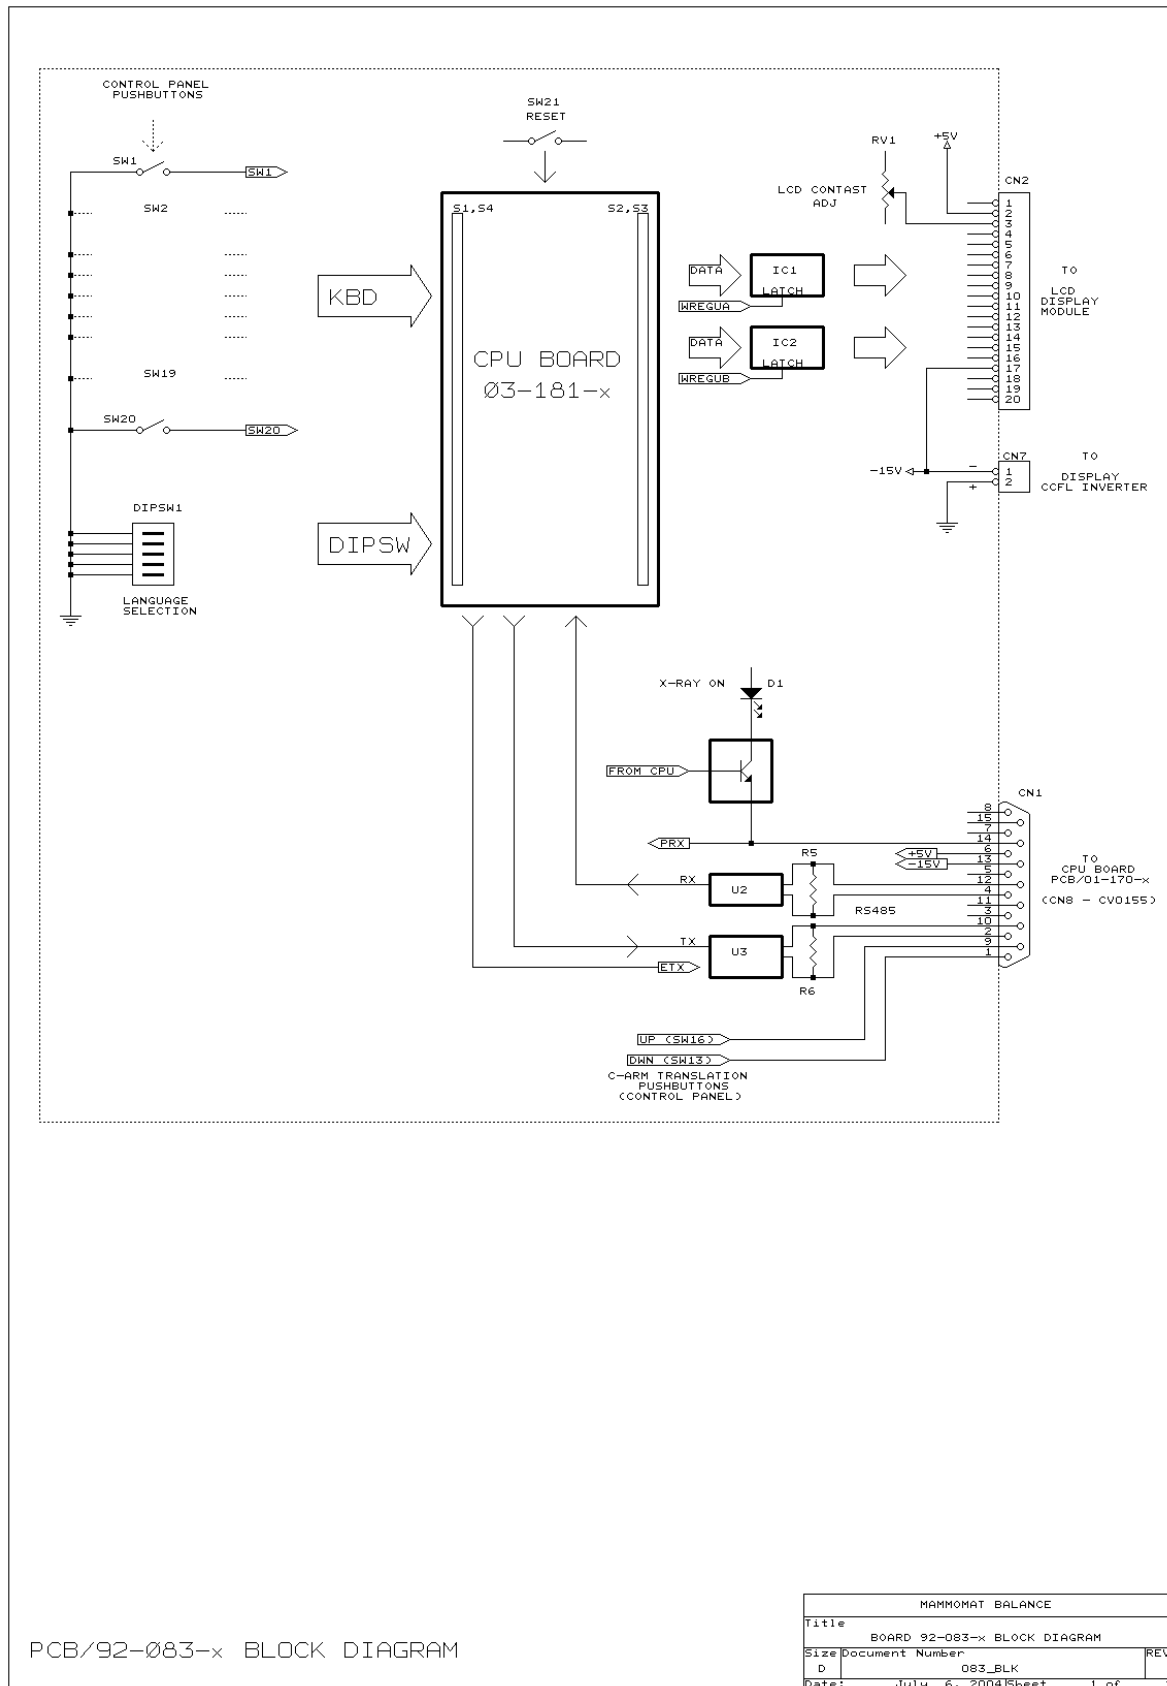 CONTROL PANEL
PUSHBUTTONS
SW1
SW1
SW2
SW19
SW20
SW20
DIPSW1
LANGUAGE
SELECTION
KBD
DIPSW
SW21
RESET
S1,S4
S2,S3
CPU BOARD
Ø3-181-x
DATA
IC1
LATCH
WREGUA
DATA
IC2
LATCH
WREGUB
RV1
LCD CONTAST
ADJ
+5V
CN2
1
2
3
4
5
6
7
8
9
10
11
12
13
14
15
16
17
18
19
20
TO
LCD
DISPLAY
MODULE
-15V
CN7
-
1
2
+
TO
DISPLAY
CCFL INVERTER
X-RAY ON
D1
FROM CPU
PRX
RX
U2
R5
RS485
TX
U3
ETX
R6
+5V
-15V
CN1
8
15
7
14
6
13
5
12
4
11
3
10
2
9
1
TO
CPU BOARD
PCB/01-170-x
(CN8 - CV0155)
UP (SW16)
DWN (SW13)
C-ARM TRANSLATION
PUSHBUTTONS
(CONTROL PANEL)
PCB/92-Ø83-x BLOCK DIAGRAM
MAMMOMAT BALANCE
Title
BOARD 92-083-x BLOCK DIAGRAM
Size
Document Number
REV
D
083_BLK
Date: July 6, 2004
Sheet 1 of